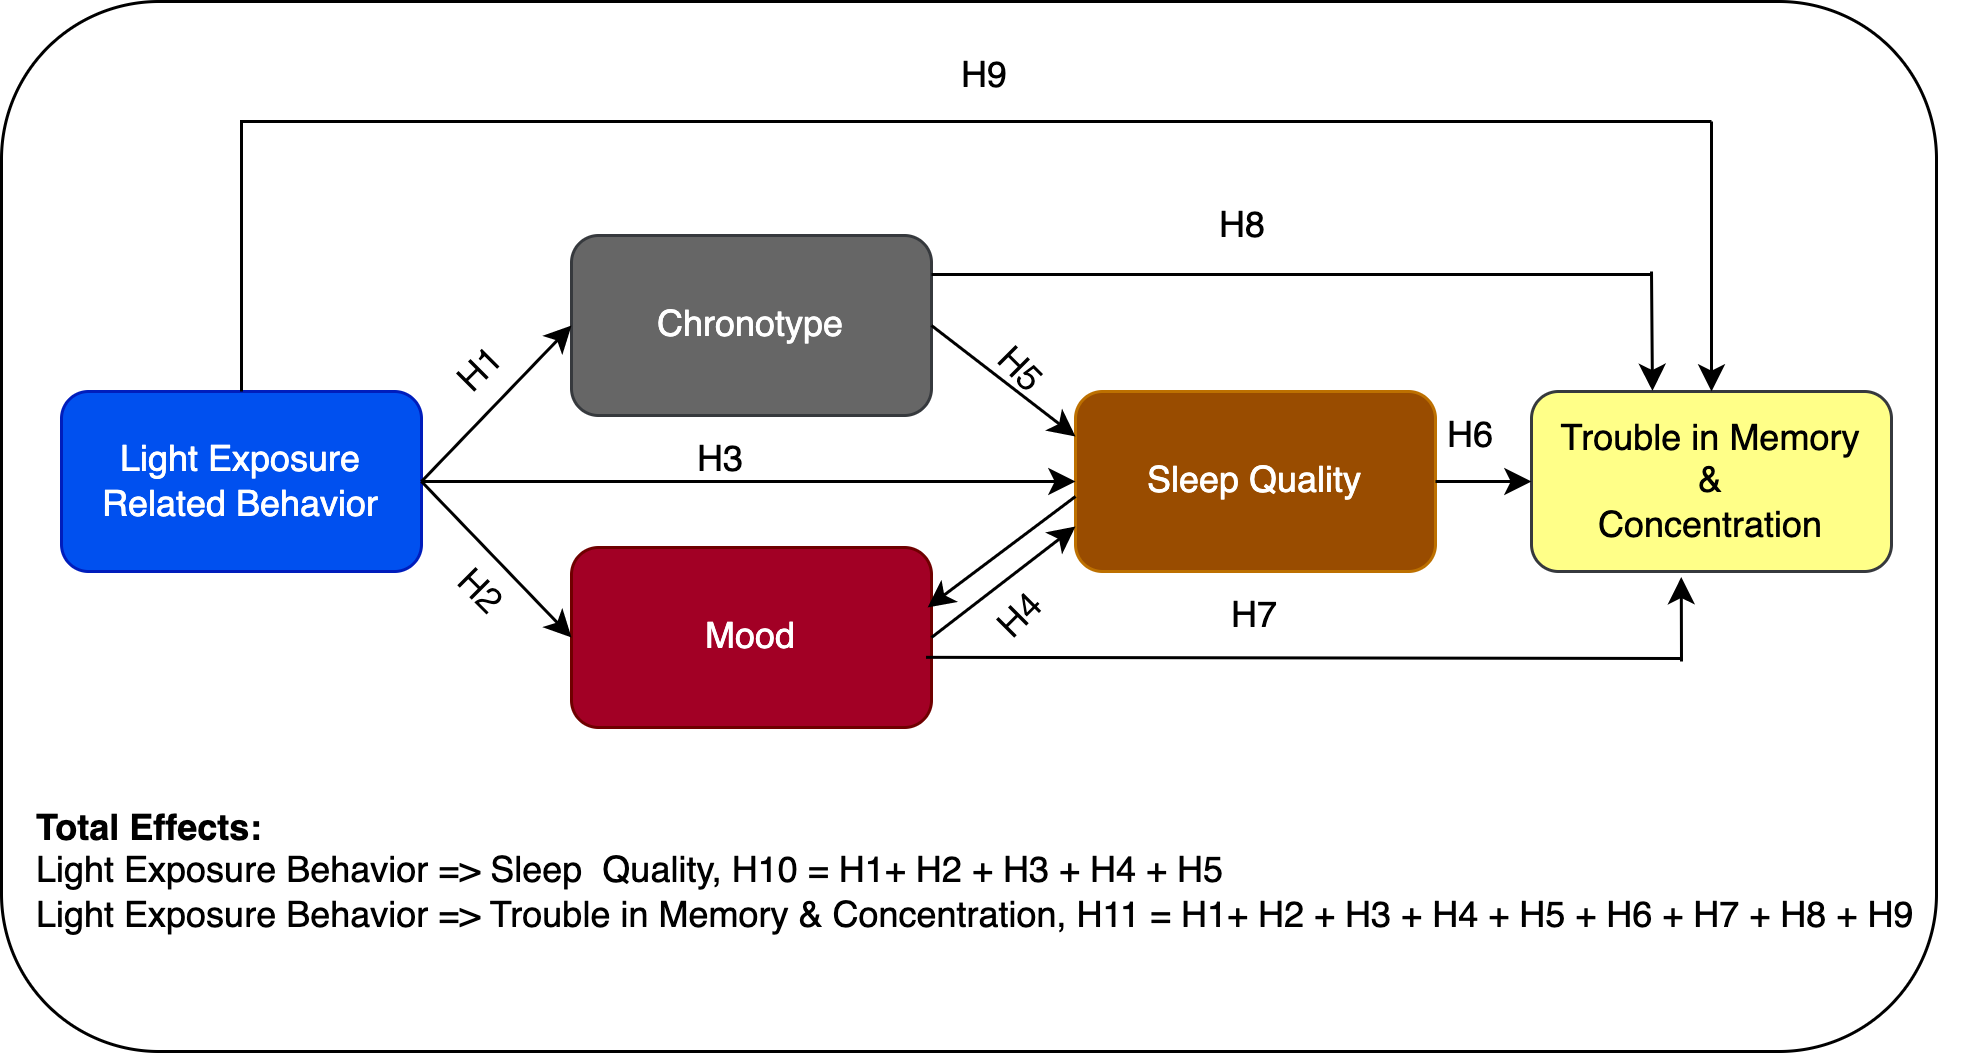 H9
H8
Chronotype
H1
H5
Light Exposure
Related Behavior
H3
Sleep Quality
H6
Trouble in Memory
&
Concentration
H2
Mood
H4
H7
Total Effects:
Light Exposure Behavior => Sleep  Quality, H10 = H1+ H2 + H3 + H4 + H5
Light Exposure Behavior => Trouble in Memory & Concentration, H11 = H1+ H2 + H3 + H4 + H5 + H6 + H7 + H8 + H9